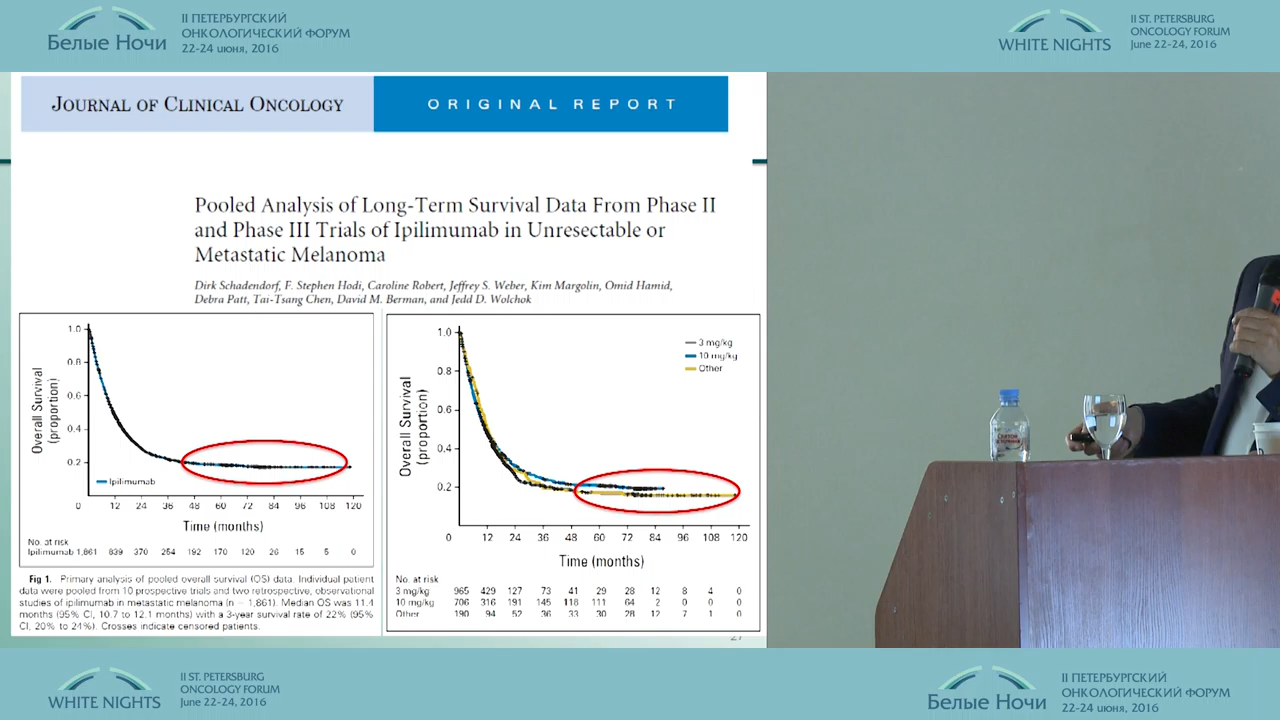 II ПЕТЕРБУРГСКИЙ
ОНКОЛОГИЧЕСКИЙ ФОРУМ
Белые Ночи
22-24 июня, 2016
II ST. PETERSBURG
ONCOLOGY FORUM
WHITE NIGHTS
June 22-24, 2016
JOURNAL OF CLINICAL ONCOLOGY
ORIGINAL REPORT
Pooled Analysis of Long-Term Survival Data From Phase II
and Phase III Trials of Ipilimumab in Unresectable or
Metastatic Melanoma
Dirk Schadendorf, F. Stephen Hodi, Caroline Robert, Jeffrey S. Weber, Kim Margolin, Omid Hamid,
Debra Patt, Tai-Tsang Chen, David M. Berman, and Jedd D. Wolchok
Overall Survival
(proportion)
1.0
0.8
0.6
0.4
0.2
Ipilimumab
0 12 24 36 48 60 72 84 96 108 120
Time (months)
No. at risk
Ipilimumab 1,861 839 370 254 192 170 120 26 15 5 0
Fig 1. Primary analysis of pooled overall survival (OS) data. Individual patient
data were pooled from 10 prospective trials and two retrospective, observational
studies of ipilimumab in metastatic melanoma (n = 1,861). Median OS was 11.4
months (95% CI, 10.7 to 12.1 months) with a 3-year survival rate of 22% (95%
CI, 20% to 24%). Crosses indicate censored patients.
Overall Survival
(proportion)
1.0
0.8
0.6
0.4
0.2
3 mg/kg
10 mg/kg
Other
0 12 24 36 48 60 72 84 96 108 120
Time (months)
No. at risk
3 mg/kg 965 429 127 73 41 29 28 12 8 4 0
10 mg/kg 706 316 191 145 118 111 64 2 0 0 0
Other 190 94 52 36 33 30 28 12 7 1 0
II ST. PETERSBURG
ONCOLOGY FORUM
WHITE NIGHTS
June 22-24, 2016
II ПЕТЕРБУРГСКИЙ
ОНКОЛОГИЧЕСКИЙ ФОРУМ
Белые Ночи
22-24 июня, 2016